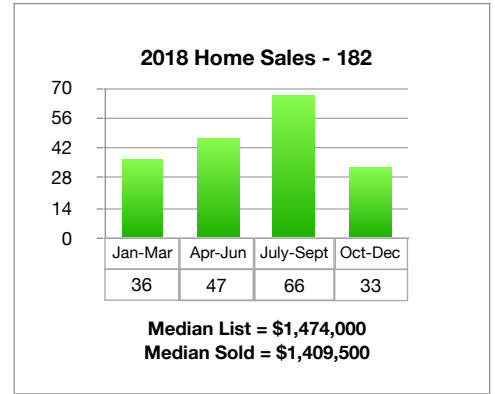 2018 Home Sales - 182
70
56
42
28
14
0
Jan-Mar Apr-Jun July-Sept Oct-Dec
36 47 66 33
Median List = $1,474,000
Median Sold = $1,409,500